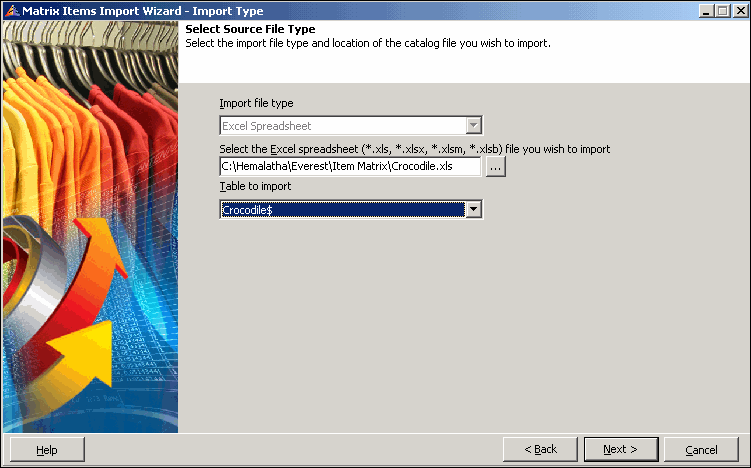 Matrix Items Import Wizard - Import Type
Select Source File Type
Select the import file type and location of the catalog file you wish to import.
Import file type
Excel Spreadsheet
Select the Excel spreadsheet (*.xls, *.xlsx, *.xlsm, *.xlsb) file you wish to import
C:\Hemalatha\Everest\Item Matrix\Crocodile.xls
...
Table to import
Crocodile$
Help
< Back
Next >
Cancel